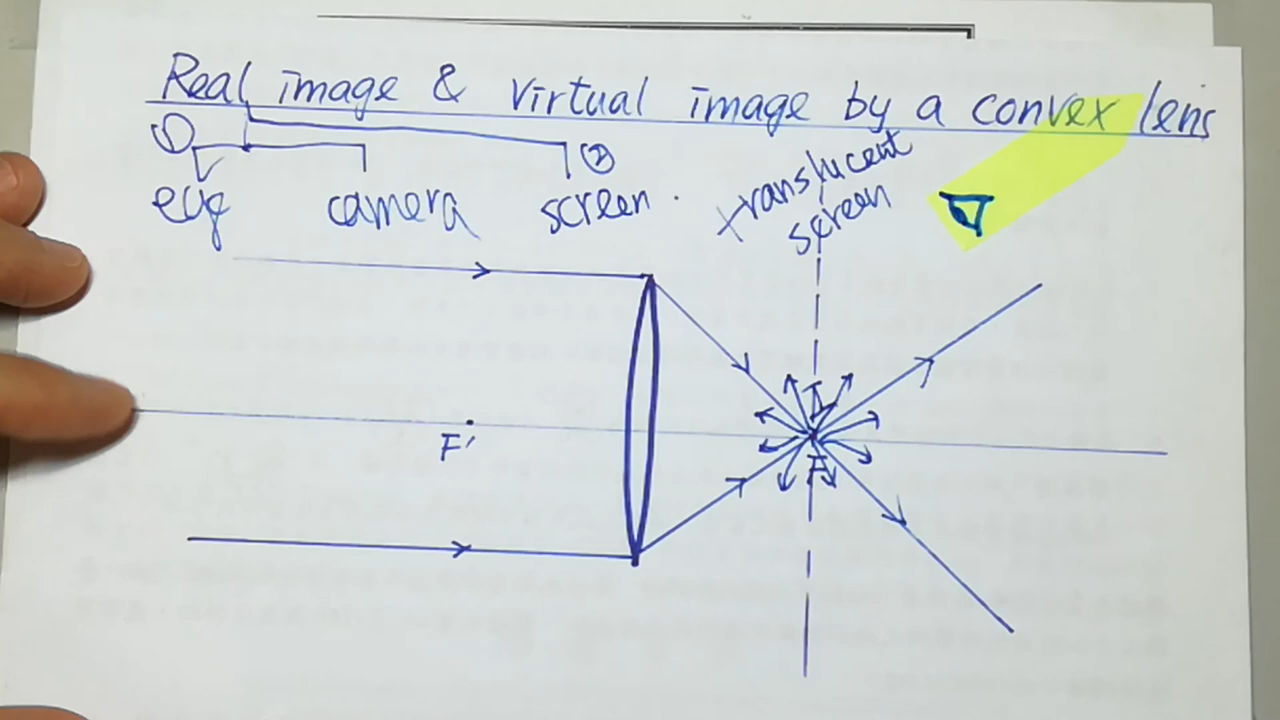 Real image & virtual image by a convex lens
① ②
eye camera screen
translucent
screen
I
F'
F